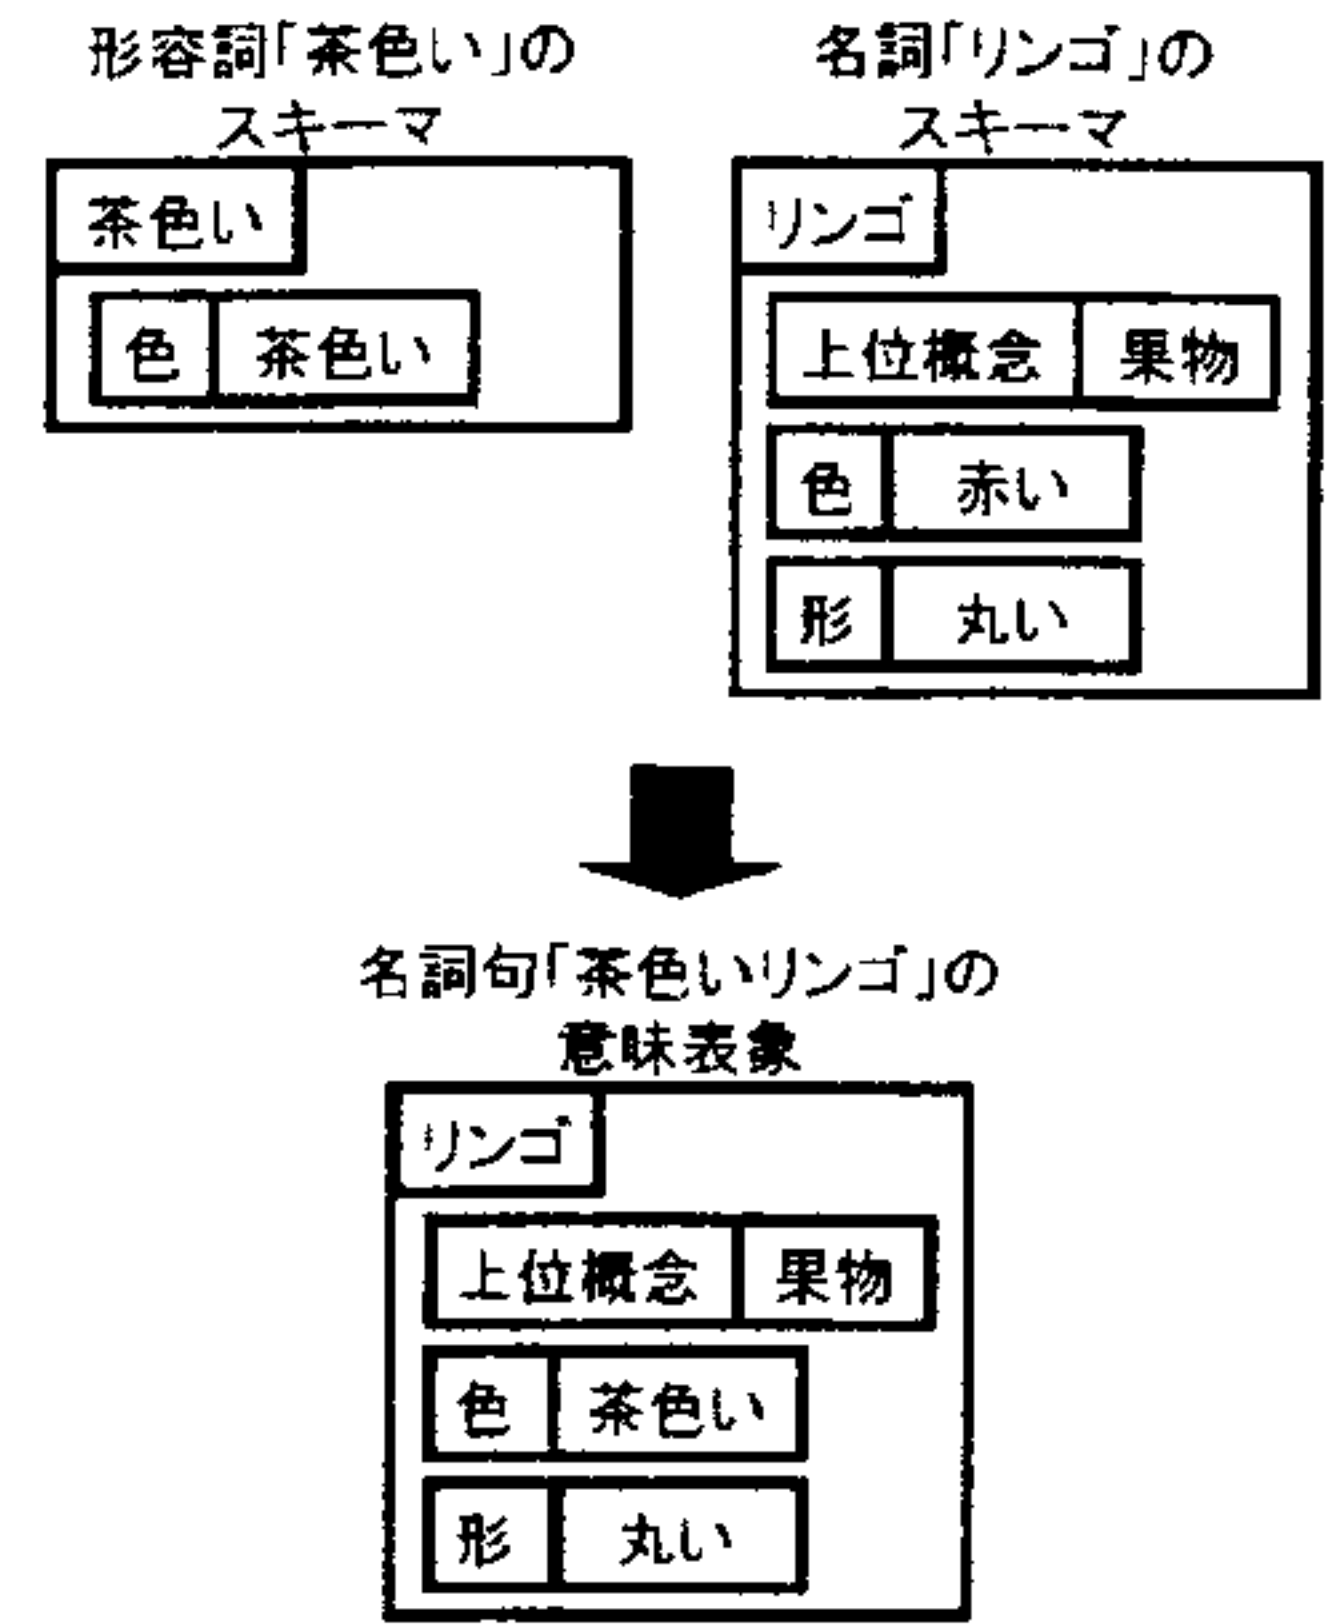 形容詞「茶色い」の
スキーマ
茶色い
色 茶色い
名詞「リンゴ」の
スキーマ
リンゴ
上位概念 果物
色 赤い
形 丸い
名詞句「茶色いリンゴ」の
意味表象
リンゴ
上位概念 果物
色 茶色い
形 丸い